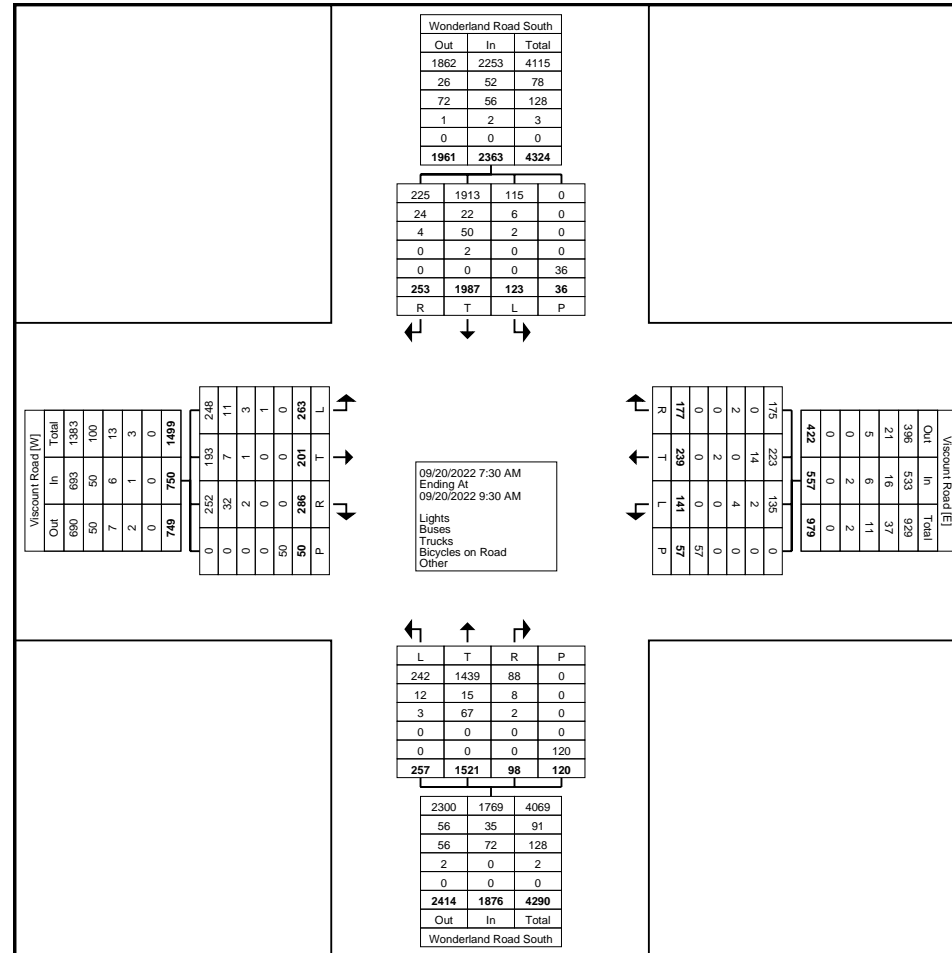 Wonderland Road South
Out In Total
1862 2253 4115
26 52 78
72 56 128
1 2 3
0 0 0
1961 2363 4324
225 1913 115 0
24 22 6 0
4 50 2 0
0 2 0 0
0 0 0 36
253 1987 123 36
R T L P
Viscount Road [W]
Total 1383 100 13 3 0 1499
In 693 50 6 1 0 750
Out 690 50 7 2 0 749
248 11 3 1 0 263 L
193 7 1 0 0 201 T
252 32 2 0 0 286 R
0 0 0 0 50 50 P
09/20/2022 7:30 AM
Ending At
09/20/2022 9:30 AM
Lights
Buses
Trucks
Bicycles on Road
Other
R 177 0 0 2 0 175
T 239 0 2 0 14 223
L 141 0 0 4 2 135
P 57 57 0 0 0 0
422 0 0 5 21 396 Out
557 0 2 6 16 533 In
979 0 2 11 37 929 Total
Viscount Road [E]
L T R P
242 1439 88 0
12 15 8 0
3 67 2 0
0 0 0 0
0 0 0 120
257 1521 98 120
2300 1769 4069
56 35 91
56 72 128
2 0 2
0 0 0
2414 1876 4290
Out In Total
Wonderland Road South